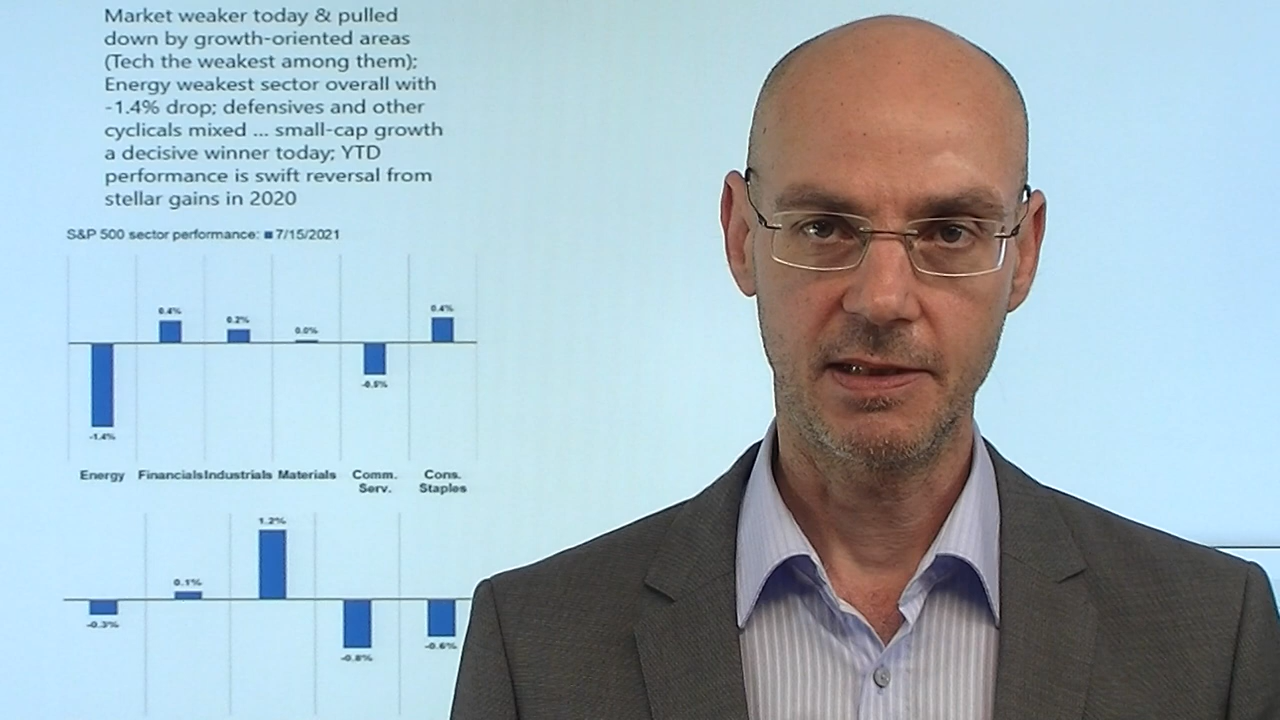 Market weaker today & pulled
down by growth-oriented areas
(Tech the weakest among them);
Energy weakest sector overall with
-1.4% drop; defensives and other
cyclicals mixed ... small-cap growth
a decisive winner today; YTD
performance is swift reversal from
stellar gains in 2020
S&P 500 sector performance: 7/15/2021
0.4% 0.2% 0.0% 0.4%
-0.5%
-1.4%
Energy Financials Industrials Materials Comm. Cons.
Serv. Staples
1.2%
0.1%
-0.3%
-0.8% -0.6%